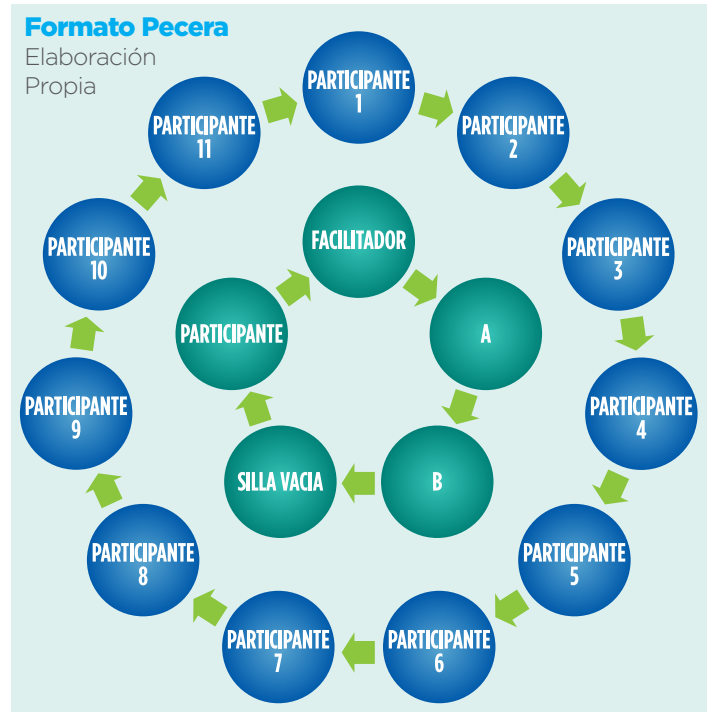 Formato Pecera
Elaboración
Propia
PARTICIPANTE
1
PARTICIPANTE
2
PARTICIPANTE
3
PARTICIPANTE
4
PARTICIPANTE
5
PARTICIPANTE
6
PARTICIPANTE
7
PARTICIPANTE
8
PARTICIPANTE
9
PARTICIPANTE
10
PARTICIPANTE
11
FACILITADOR
A
B
SILLA VACIA
PARTICIPANTE